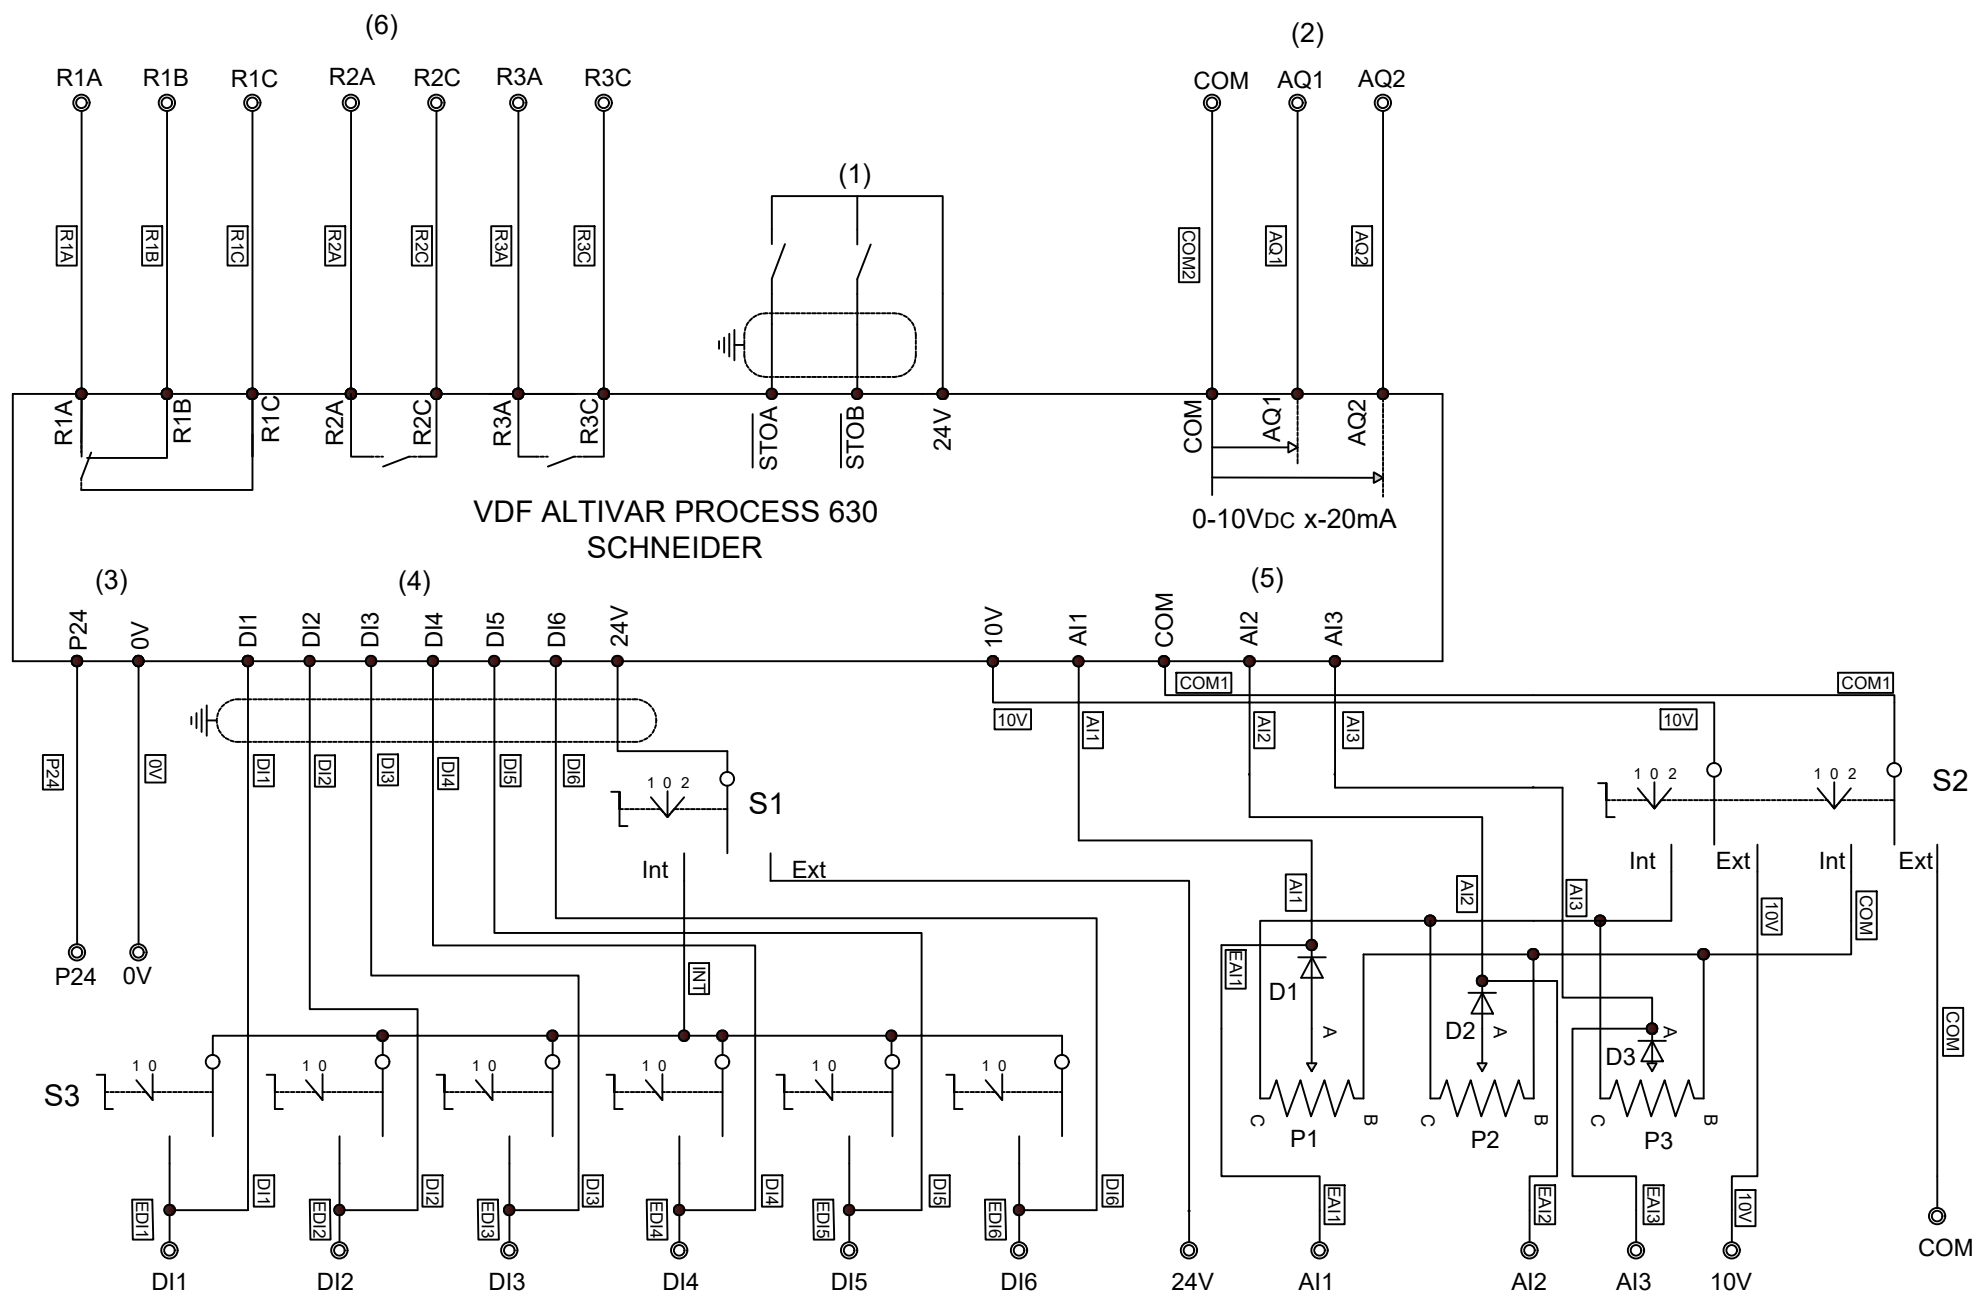 (6)
(2)
R1A R1B R1C R2A R2C R3A R3C
COM AQ1 AQ2
(1)
R1A R1B R1C R2A R2C R3A R3C
COM2 AQ1 AQ2
R1A R1B R1C R2A R2C R3A R3C STOA STOB 24V COM AQ1 AQ2
VDF ALTIVAR PROCESS 630
SCHNEIDER
0-10VDC x-20mA
(3) (4) (5)
P24 0V DI1 DI2 DI3 DI4 DI5 DI6 24V 10V AI1 COM AI2 AI3
COM1 COM1
10V AI1 AI2 AI3 10V
P24 0V DI1 DI2 DI3 DI4 DI5 DI6
1 0 2 S1
1 0 2 1 0 2 S2
Int Ext
Int Ext Int Ext
AI1 AI2 AI3 10V COM
P24 0V
INT
EAI1 D1 D2 D3
A A A
COM
S3 1 0 1 0 1 0 1 0 1 0 1 0
C P1 B C P2 B C P3 B
DI1 DI2 DI3 DI4 DI5 DI6
EDI1 EDI2 EDI3 EDI4 EDI5 EDI6
EAI1 EAI2 EAI3 10V
COM
DI1 DI2 DI3 DI4 DI5 DI6 24V AI1 AI2 AI3 10V